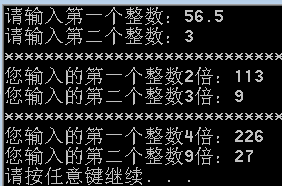 请输入第一个整数：56.5
请输入第二个整数：3
***********************************
您输入的第一个整数2倍：113
您输入的第二个整数3倍：9
***********************************
您输入的第一个整数4倍：226
您输入的第二个整数9倍：27
请按任意键继续. . .